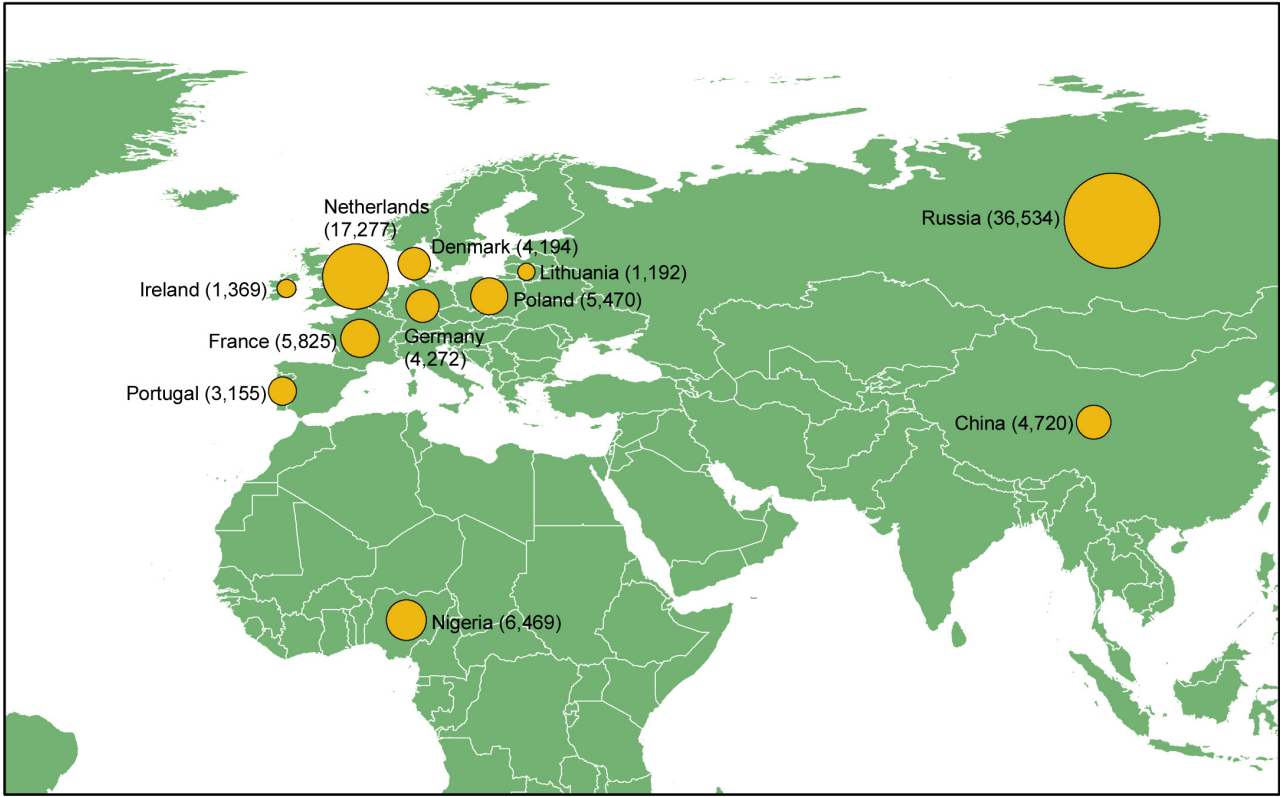 Netherlands
(17,277)
Russia (36,534)
Denmark (4,194)
Lithuania (1,192)
Ireland (1,369)
Poland (5,470)
France (5,825)
Germany
(4,272)
Portugal (3,155)
China (4,720)
Nigeria (6,469)